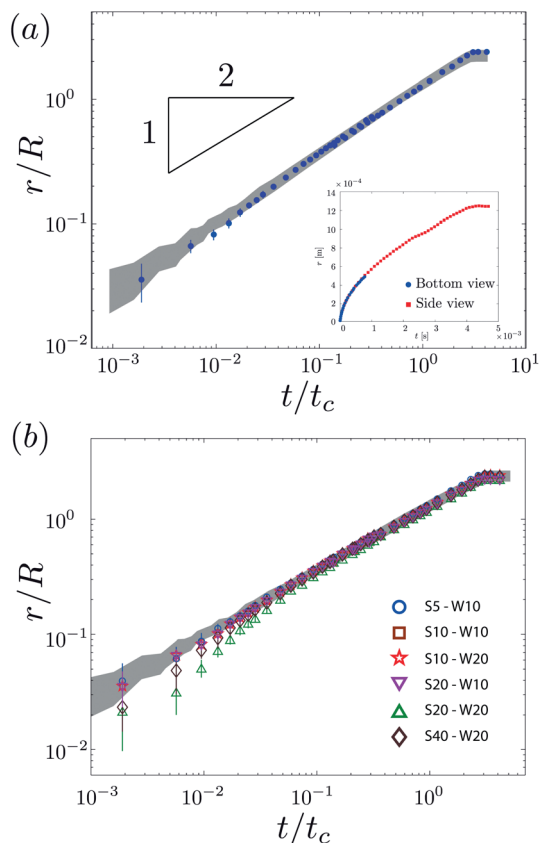 (a)
10^0
10^-1
10^-2
r/R
2
1
× 10^-4
14
12
10
8
6
4
2
0
r [m]
Bottom view
Side view
0 1 2 3 4 5
t [s]
× 10^-3
10^-3 10^-2 10^-1 10^0 10^1
t/t_c
(b)
10^0
10^-1
10^-2
r/R
S5 - W10
S10 - W10
S10 - W20
S20 - W10
S20 - W20
S40 - W20
10^-3 10^-2 10^-1 10^0
t/t_c